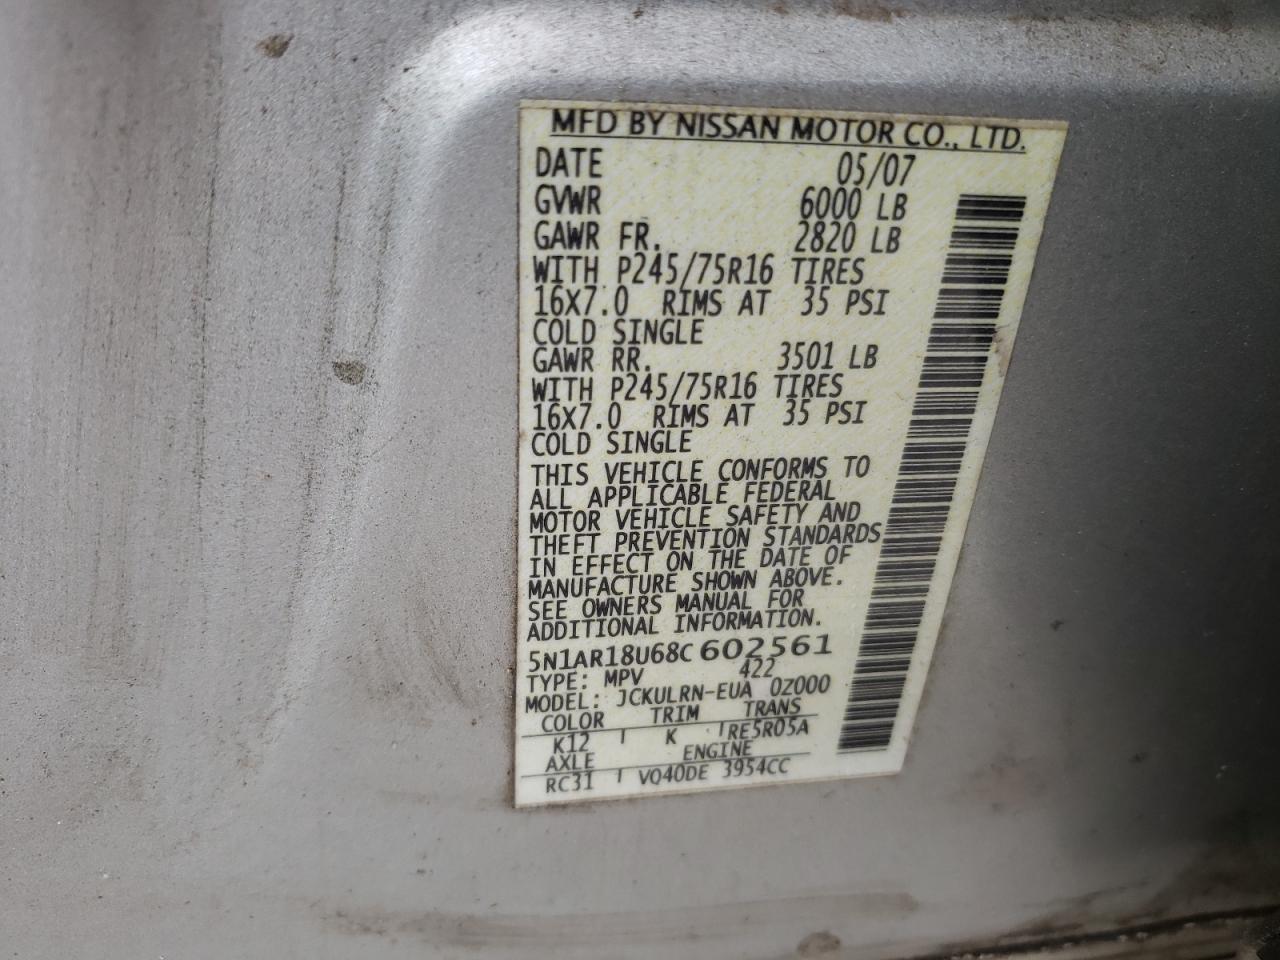 MFD BY NISSAN MOTOR CO., LTD.
DATE 05/07
GVWR 6000 LB
GAWR FR. 2820 LB
WITH P245/75R16 TIRES
16X7.0 RIMS AT 35 PSI
COLD SINGLE
GAWR RR. 3501 LB
WITH P245/75R16 TIRES
16X7.0 RIMS AT 35 PSI
COLD SINGLE
THIS VEHICLE CONFORMS TO
ALL APPLICABLE FEDERAL
MOTOR VEHICLE SAFETY AND
THEFT PREVENTION STANDARDS
IN EFFECT ON THE DATE OF
MANUFACTURE SHOWN ABOVE.
SEE OWNERS MANUAL FOR
ADDITIONAL INFORMATION.
5N1AR18U68C602561
TYPE: MPV 422
MODEL: JCKULRN-EUA 0Z000
COLOR TRIM TRANS
K12 K RE5R05A
AXLE ENGINE
RC31 VQ40DE 3954CC